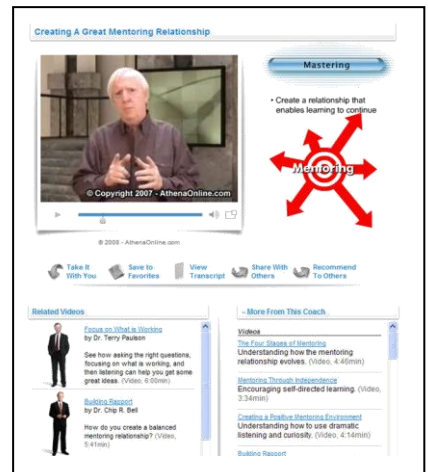 Creating A Great Mentoring Relationship
Mastering
• Create a relationship that
enables learning to continue
Mentoring
© Copyright 2007 - AthenaOnline.com
© 2008 - AthenaOnline.com
Take It
With You
Save to
Favorites
View
Transcript
Share With
Others
Recommend
To Others
Related Videos
Focus on What is Working
by Dr. Terry Paulson
See how asking the right questions,
focusing on what is working, and
then listening can help you get some
great ideas. (Video, 6:00min)
Building Rapport
by Dr. Chip R. Bell
How do you create a balanced
mentoring relationship? (Video,
5:41min)
- More From This Coach
Videos
The Four Stages of Mentoring
Understanding how the mentoring
relationship evolves. (Video, 4:46min)
Mentoring Through Independence
Encouraging self-directed learning. (Video,
3:34min)
Creating a Positive Mentoring Environment
Understanding how to use dramatic
listening and curiosity. (Video, 4:14min)
Building Rapport